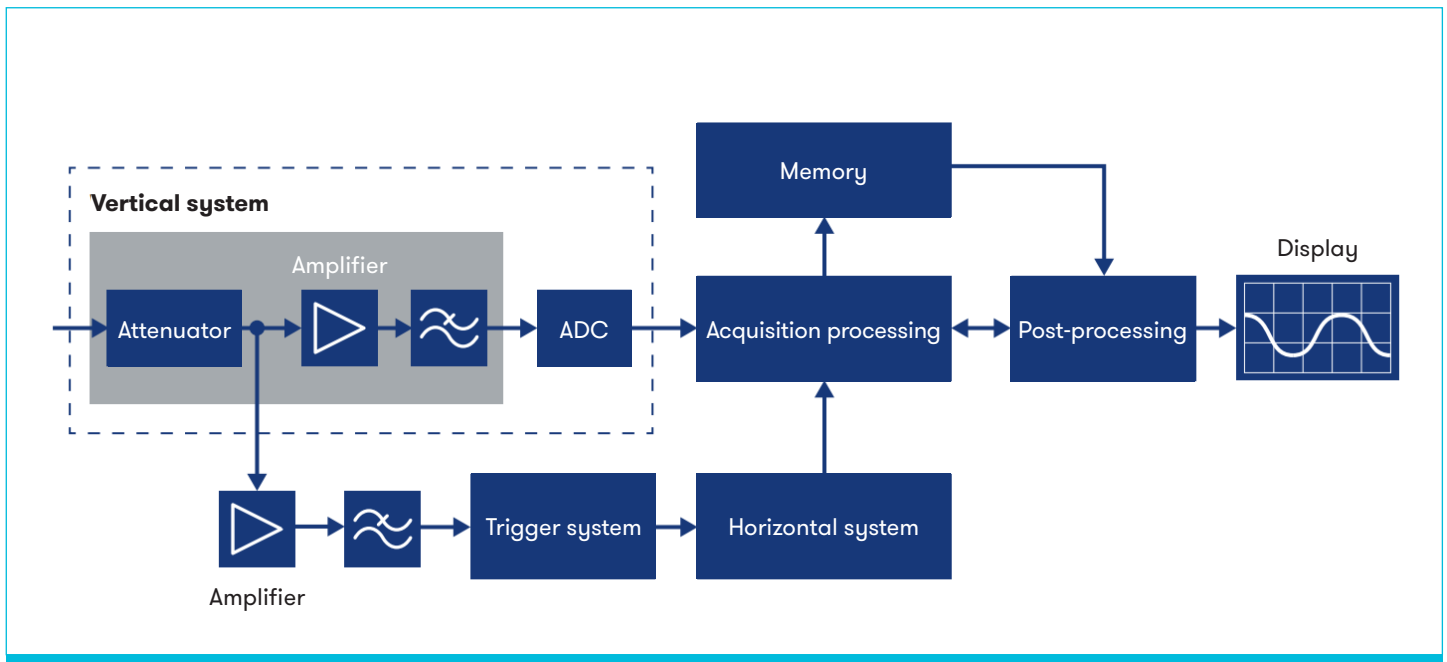 Memory
Vertical system
Display
Amplifier
Attenuator
ADC
Acquisition processing
Post-processing
Trigger system
Horizontal system
Amplifier